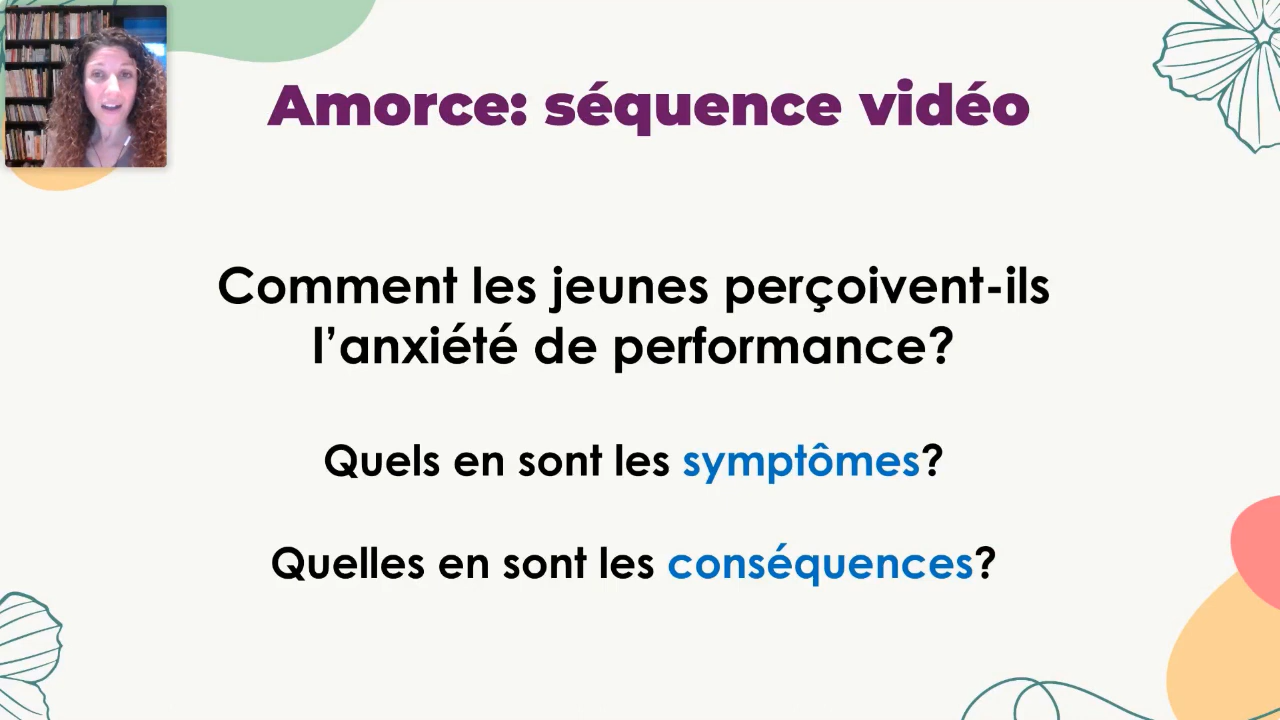 Amorce: séquence vidéo
Comment les jeunes perçoivent-ils
l’anxiété de performance?
Quels en sont les symptômes?
Quelles en sont les conséquences?